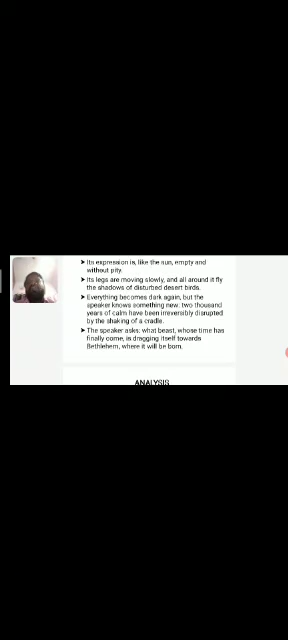 ➤ Its expression is, like the sun, empty and
without pity.
➤ Its legs are moving slowly, and all around it fly
the shadows of disturbed desert birds.
➤ Everything becomes dark again, but the
speaker knows something new: two thousand
years of calm have been irreversibly disrupted
by the shaking of a cradle.
➤ The speaker asks: what beast, whose time has
finally come, is dragging itself towards
Bethlehem, where it will be born.
ANALYSIS